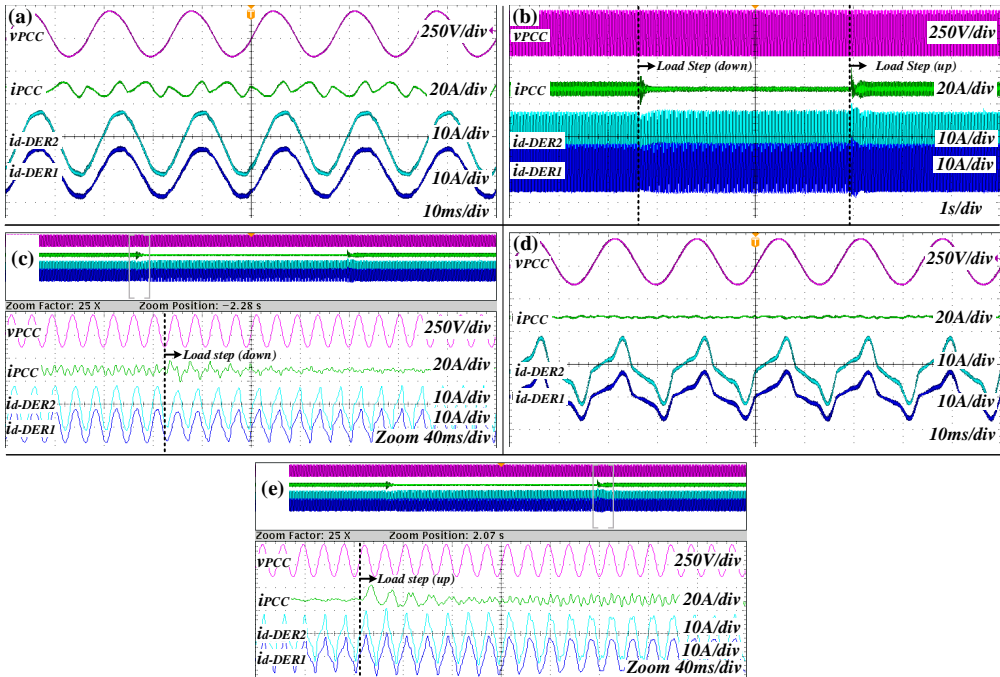 (a)
vPCC
250V/div
iPCC
20A/div
10A/div
id-DER2
id-DER1
10A/div
10ms/div
(b)
vPCC
250V/div
Load Step (down)
Load Step (up)
iPCC
20A/div
id-DER2
10A/div
id-DER1
10A/div
1s/div
(c)
Zoom Factor: 25 X
Zoom Position: −2.28 s
vPCC
250V/div
Load step (down)
iPCC
20A/div
id-DER2
10A/div
id-DER1
10A/div
Zoom 40ms/div
(d)
vPCC
250V/div
iPCC
20A/div
10A/div
id-DER2
id-DER1
10A/div
10ms/div
(e)
Zoom Factor: 25 X
Zoom Position: 2.07 s
vPCC
250V/div
Load step (up)
iPCC
20A/div
id-DER2
10A/div
id-DER1
10A/div
Zoom 40ms/div